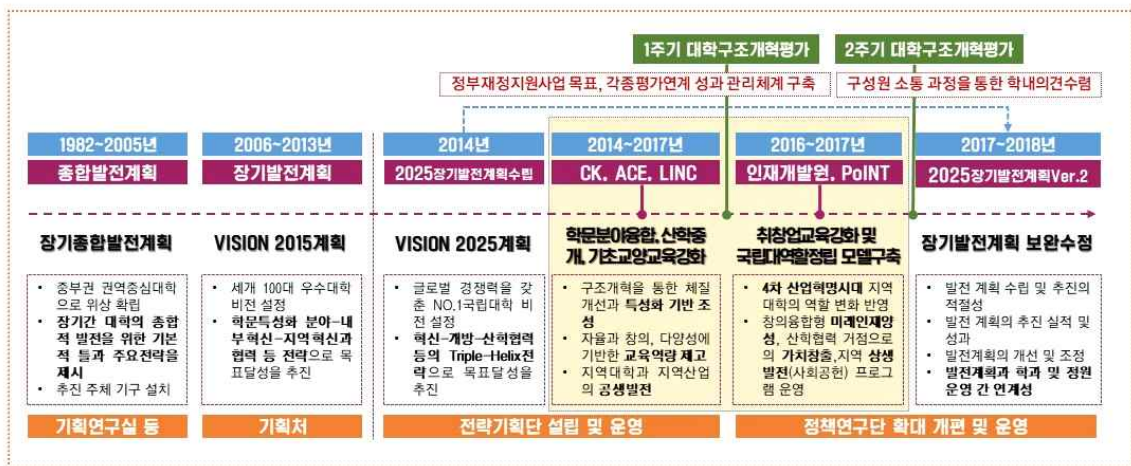 1주기 대학구조개혁평가
2주기 대학구조개혁평가
정부재정지원사업 목표, 각종평가연계 성과 관리체계 구축
구성원 소통 과정을 통한 학내의견수렴
1982~2005년
종합발전계획
장기종합발전계획
• 중부권 권역중심대학
으로 위상 확립
• 장기간 대학의 종합
적 발전을 위한 기본
적 틀과 주요전략을
제시
• 추진 주체 기구 설치
기획연구실 등
2006~2013년
장기발전계획
VISION 2015계획
• 세개 100대 우수대학
비전 설정
• 학문특성화 분야-내
부혁신-지역혁신과
협력 등 전략으로 목
표달성을 추진
기획처
2014년
2025장기발전계획수립
VISION 2025계획
• 글로벌 경쟁력을 갖
춘 NO.1국립대학 비
전 설정
• 혁신-개방-산학협력
등의 Triple-Helix전
략으로 목표달성을
추진
2014~2017년
CK, ACE, LINC
학문분야융합, 산학중
개, 기초교양교육강화
• 구조개혁을 통한 체질
개선과 특성화 기반 조
성
• 자율과 창의, 다양성에
기반한 교육역량 제고
• 지역대학과 지역산업
의 공생발전
전략기획단 설립 및 운영
2016~2017년
인재개발원, PoINT
취창업교육강화 및
국립대역할정립 모델구축
• 4차 산업혁명시대 지역
대학의 역할 변화 반영
• 창의융합형 미래인재양
성, 산학협력 거점으로
의 가치창출,지역 상생
발전(사회공헌) 프로그
램 운영
2017~2018년
2025장기발전계획Ver.2
장기발전계획 보완수정
• 발전 계획 수립 및 추진의
적절성
• 발전 계획의 추진 실적 및
성과
• 발전계획의 개선 및 조정
• 발전계획과 학과 및 정원
운영 간 연계성
정책연구단 확대 개편 및 운영